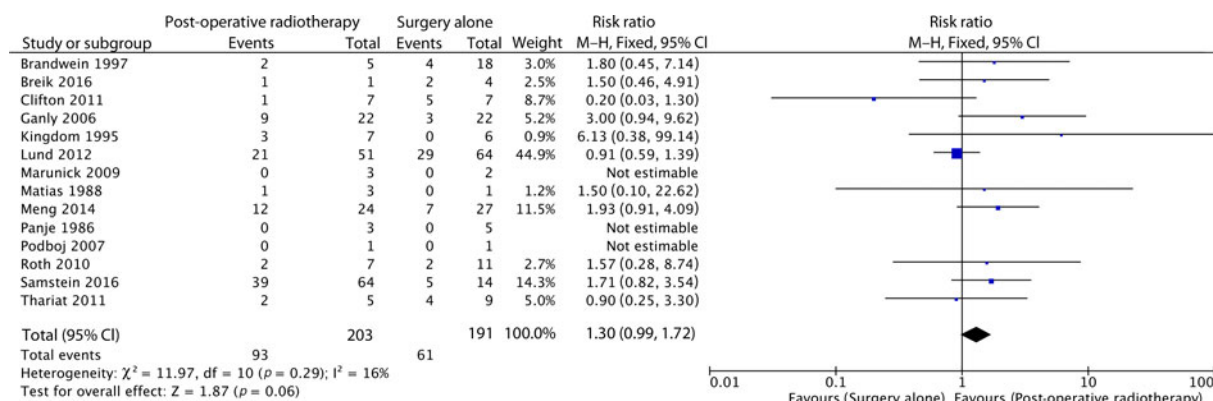 Post-operative radiotherapy Surgery alone Risk ratio Risk ratio
Study or subgroup Events Total Events Total Weight M–H, Fixed, 95% CI M–H, Fixed, 95% CI
Brandwein 1997 2 5 4 18 3.0% 1.80 (0.45, 7.14)
Breik 2016 1 1 2 4 2.5% 1.50 (0.46, 4.91)
Clifton 2011 1 7 5 7 8.7% 0.20 (0.03, 1.30)
Ganly 2006 9 22 3 22 5.2% 3.00 (0.94, 9.62)
Kingdom 1995 3 7 0 6 0.9% 6.13 (0.38, 99.14)
Lund 2012 21 51 29 64 44.9% 0.91 (0.59, 1.39)
Marunick 2009 0 3 0 2 Not estimable
Matias 1988 1 3 0 1 1.2% 1.50 (0.10, 22.62)
Meng 2014 12 24 7 27 11.5% 1.93 (0.91, 4.09)
Panje 1986 0 3 0 5 Not estimable
Podboj 2007 0 1 0 1 Not estimable
Roth 2010 2 7 2 11 2.7% 1.57 (0.28, 8.74)
Samstein 2016 39 64 5 14 14.3% 1.71 (0.82, 3.54)
Thariat 2011 2 5 4 9 5.0% 0.90 (0.25, 3.30)
Total (95% CI) 203 191 100.0% 1.30 (0.99, 1.72)
Total events 93 61
Heterogeneity: χ² = 11.97, df = 10 (p = 0.29); I² = 16%
Test for overall effect: Z = 1.87 (p = 0.06)
0.01 0.1 1 10 100
Favours (Surgery alone) Favours (Post-operative radiotherapy)